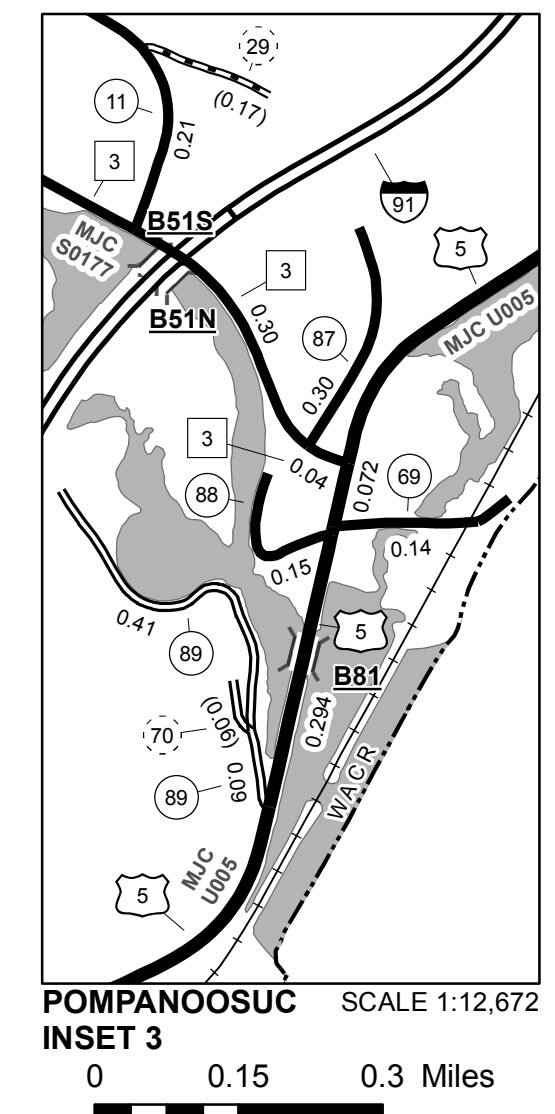 29
(0.17)
11
0.21
3
91
B51S
MJC
S0177
5
3
B51N
MJC U005
0.30
87
0.30
3
0.04
69
0.072
88
0.14
0.15
0.41
5
89
B81
0.294
(0.06)
70
0.09
WACR
89
MJC
U005
5
POMPANOOSUC SCALE 1:12,672
INSET 3
0 0.15 0.3 Miles